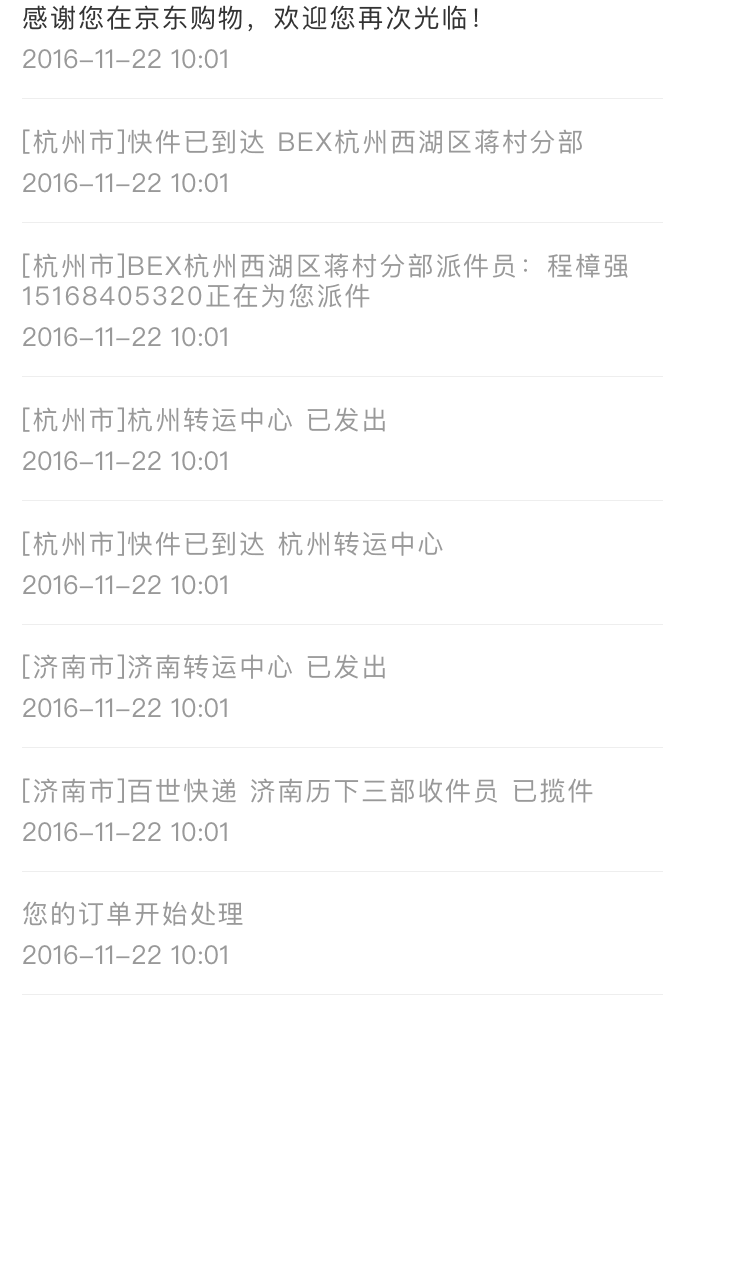 感谢您在京东购物，欢迎您再次光临！
2016-11-22 10:01
[杭州市]快件已到达 BEX杭州西湖区蒋村分部
2016-11-22 10:01
[杭州市]BEX杭州西湖区蒋村分部派件员：程樟强
15168405320正在为您派件
2016-11-22 10:01
[杭州市]杭州转运中心 已发出
2016-11-22 10:01
[杭州市]快件已到达 杭州转运中心
2016-11-22 10:01
[济南市]济南转运中心 已发出
2016-11-22 10:01
[济南市]百世快递 济南历下三部收件员 已揽件
2016-11-22 10:01
您的订单开始处理
2016-11-22 10:01